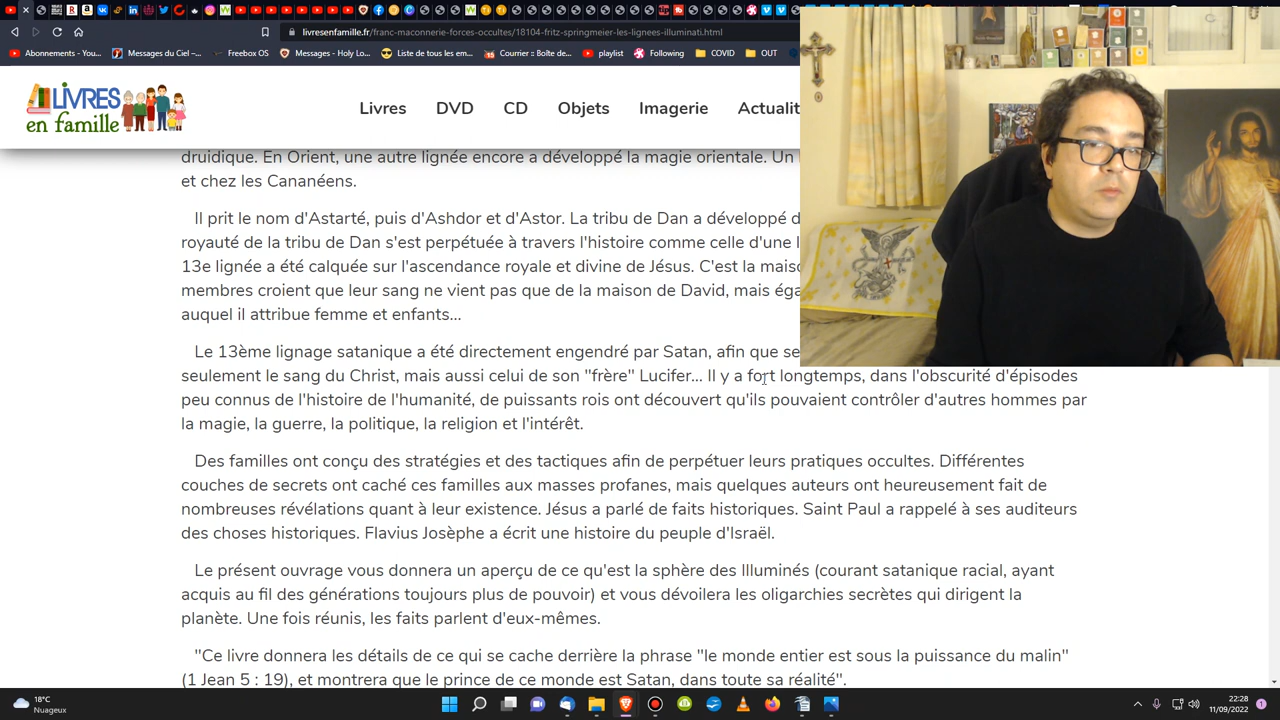 livresenfamille.fr/franc-maconnerie-forces-occultes/18104-fritz-springmeier-les-lignees-illuminati.html
Abonnements - You... Messages du Ciel –... Freebox OS Messages - Holy Lo... Liste de tous les em... Courrier :: Boîte de... playlist Following COVID OUT
LIVRES
en famille
Livres DVD CD Objets Imagerie Actualit
druidique. En Orient, une autre lignée encore a développé la magie orientale. Un
et chez les Cananéens.
Il prit le nom d'Astarté, puis d'Ashdor et d'Astor. La tribu de Dan a développé d
royauté de la tribu de Dan s'est perpétuée à travers l'histoire comme celle d'une l
13e lignée a été calquée sur l'ascendance royale et divine de Jésus. C'est la mais
membres croient que leur sang ne vient pas que de la maison de David, mais éga
auquel il attribue femme et enfants...
Le 13ème lignage satanique a été directement engendré par Satan, afin que se
seulement le sang du Christ, mais aussi celui de son "frère" Lucifer... Il y a fort longtemps, dans l'obscurité d'épisodes
peu connus de l'histoire de l'humanité, de puissants rois ont découvert qu'ils pouvaient contrôler d'autres hommes par
la magie, la guerre, la politique, la religion et l'intérêt.
Des familles ont conçu des stratégies et des tactiques afin de perpétuer leurs pratiques occultes. Différentes
couches de secrets ont caché ces familles aux masses profanes, mais quelques auteurs ont heureusement fait de
nombreuses révélations quant à leur existence. Jésus a parlé de faits historiques. Saint Paul a rappelé à ses auditeurs
des choses historiques. Flavius Josèphe a écrit une histoire du peuple d'Israël.
Le présent ouvrage vous donnera un aperçu de ce qu'est la sphère des Illuminés (courant satanique racial, ayant
acquis au fil des générations toujours plus de pouvoir) et vous dévoilera les oligarchies secrètes qui dirigent la
planète. Une fois réunis, les faits parlent d'eux-mêmes.
"Ce livre donnera les détails de ce qui se cache derrière la phrase "le monde entier est sous la puissance du malin"
(1 Jean 5 : 19), et montrera que le prince de ce monde est Satan, dans toute sa réalité".
18°C
Nuageux
22:28
11/09/2022